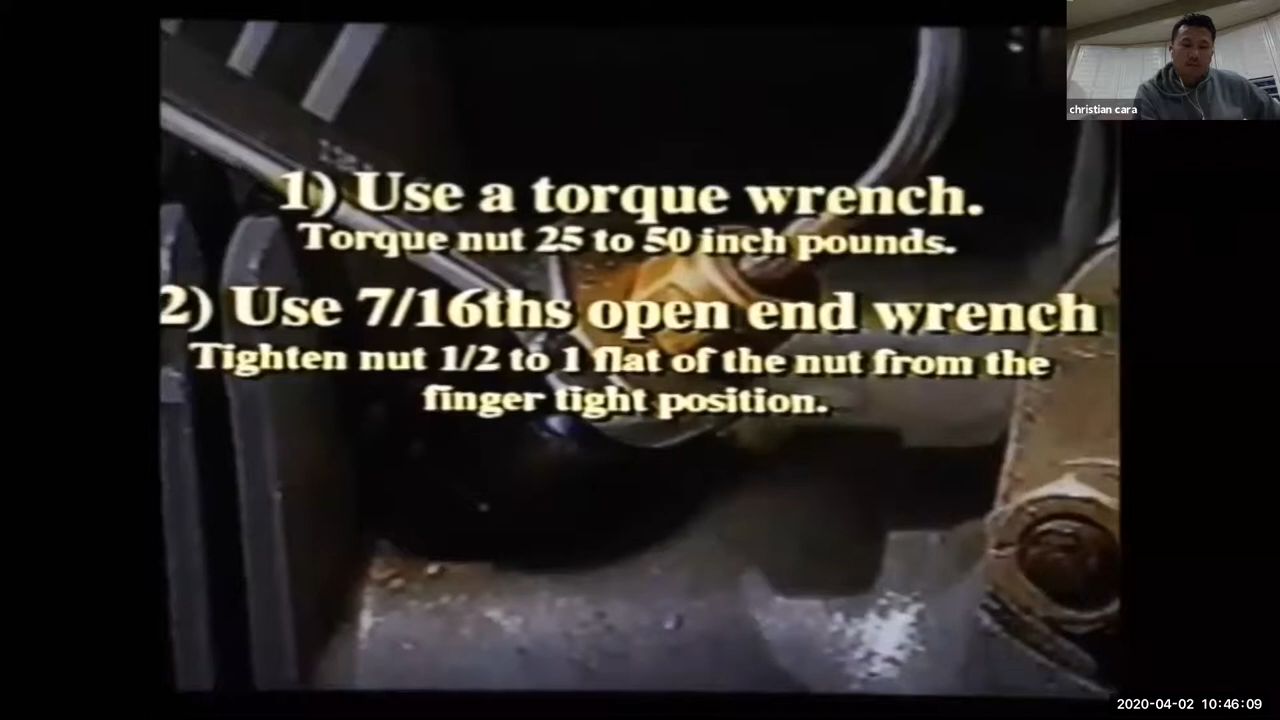 christian cara
1) Use a torque wrench.
Torque nut 25 to 50 inch pounds.
2) Use 7/16ths open end wrench
Tighten nut 1/2 to 1 flat of the nut from the
finger tight position.
2020-04-02 10:46:09